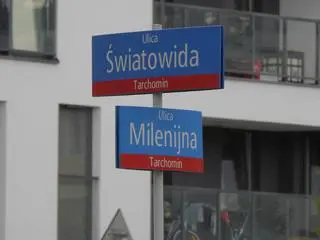 Ulica
Światowida
Tarchomin
Ulica
Milenijna
Tarchomin